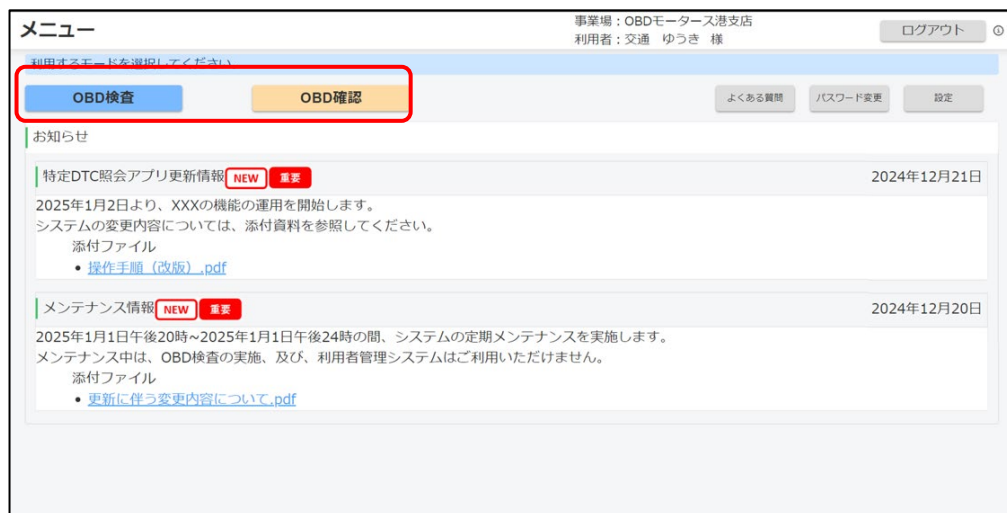 メニュー
事業場：OBDモータース港支店
利用者：交通　ゆうき 様
ログアウト
利用するモードを選択してください
OBD検査
OBD確認
よくある質問
パスワード変更
設定
お知らせ
特定DTC照会アプリ更新情報 NEW 重要
2024年12月21日
2025年1月2日より、XXXの機能の運用を開始します。
システムの変更内容については、添付資料を参照してください。
添付ファイル
• 操作手順（改版）.pdf
メンテナンス情報 NEW 重要
2024年12月20日
2025年1月1日午後20時~2025年1月1日午後24時の間、システムの定期メンテナンスを実施します。
メンテナンス中は、OBD検査の実施、及び、利用者管理システムはご利用いただけません。
添付ファイル
• 更新に伴う変更内容について.pdf